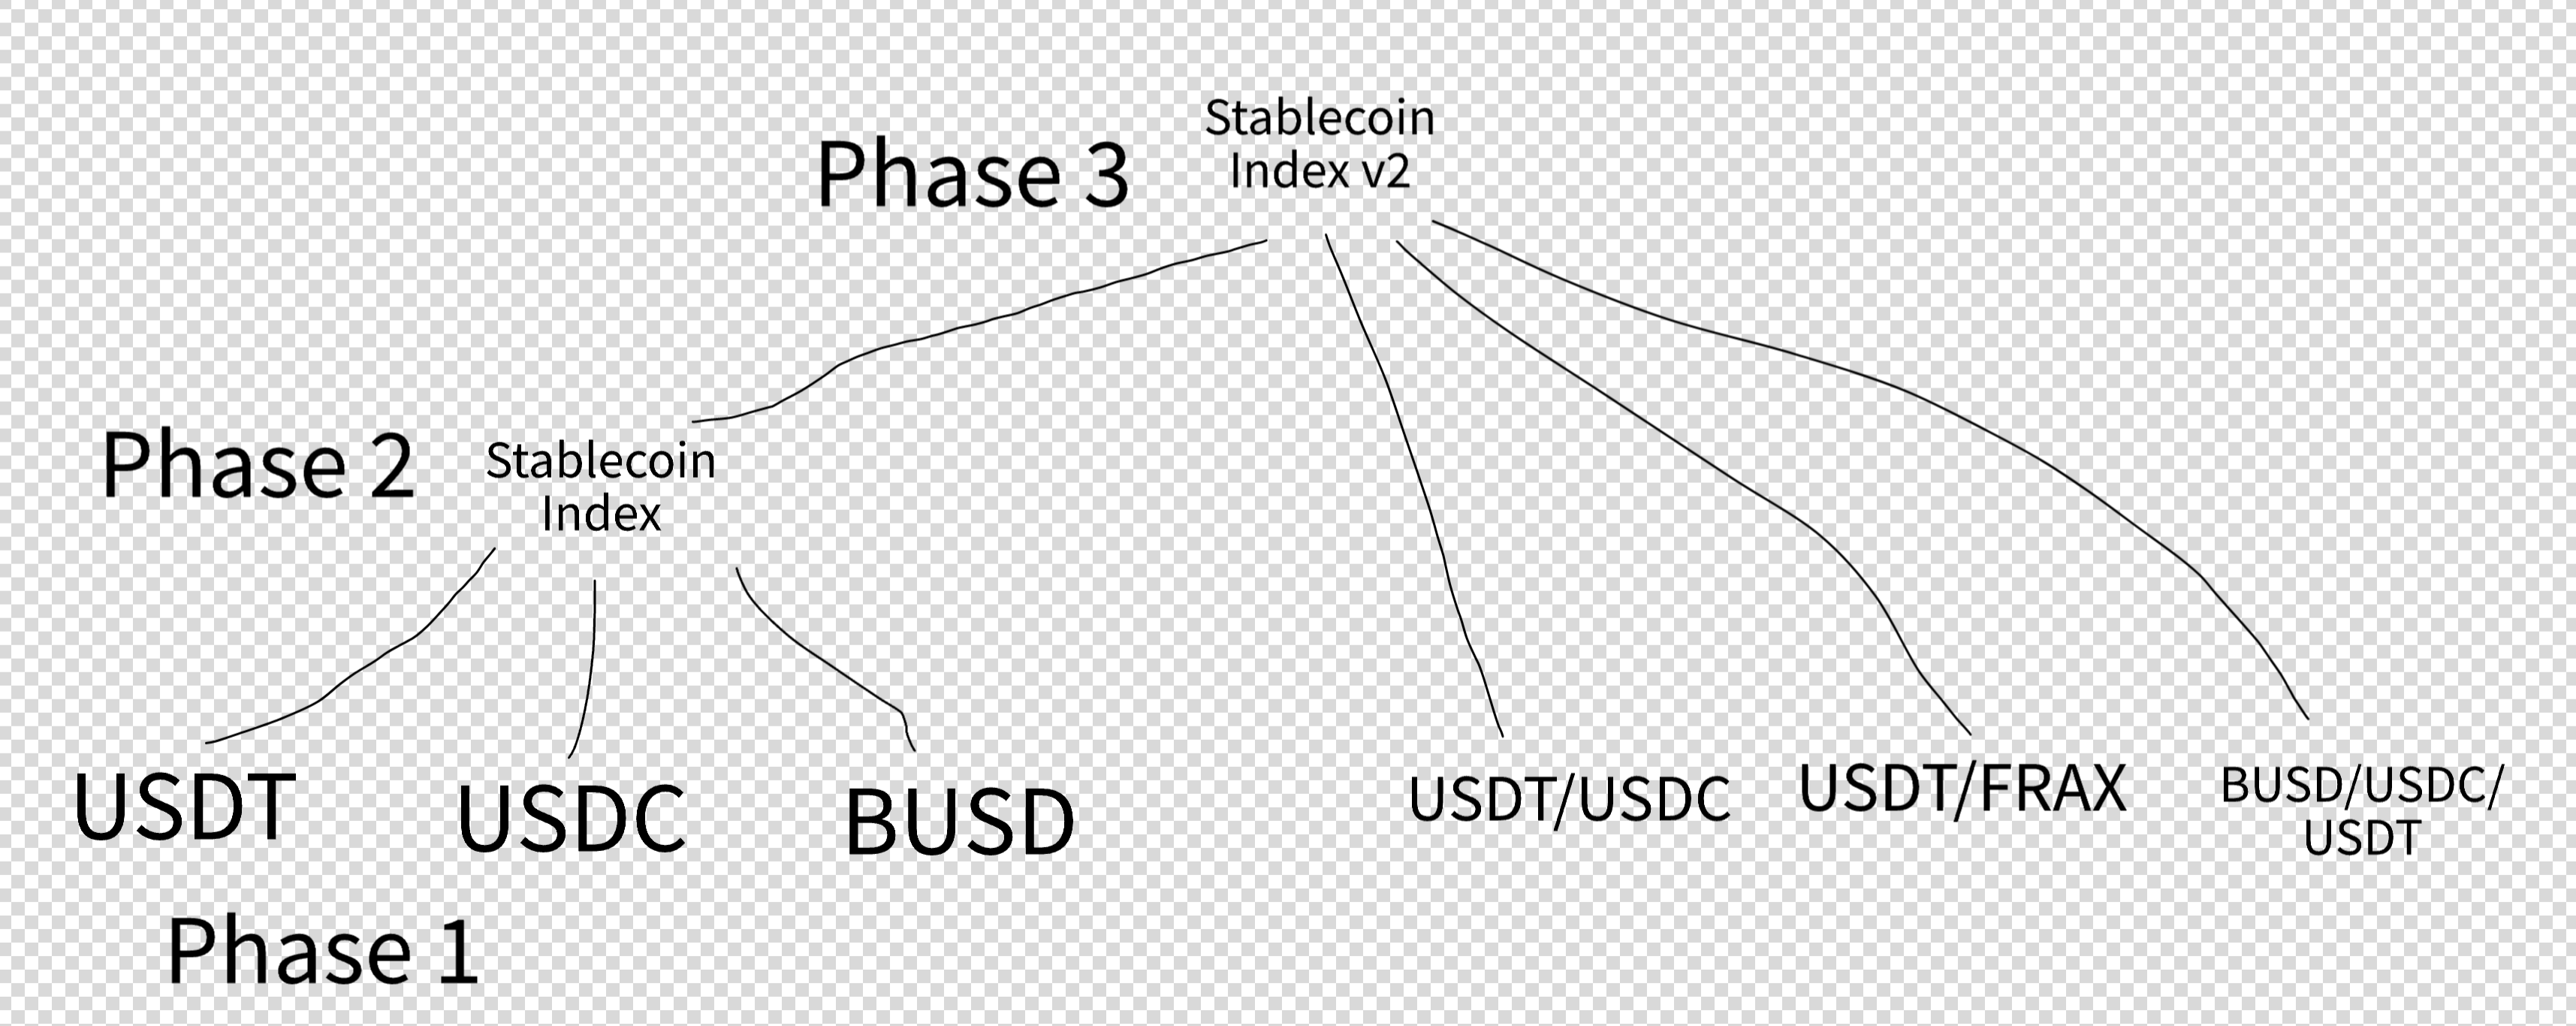 Phase 3
Stablecoin
Index v2
Phase 2
Stablecoin
Index
USDT
USDC
BUSD
USDT/USDC
USDT/FRAX
BUSD/USDC/
USDT
Phase 1